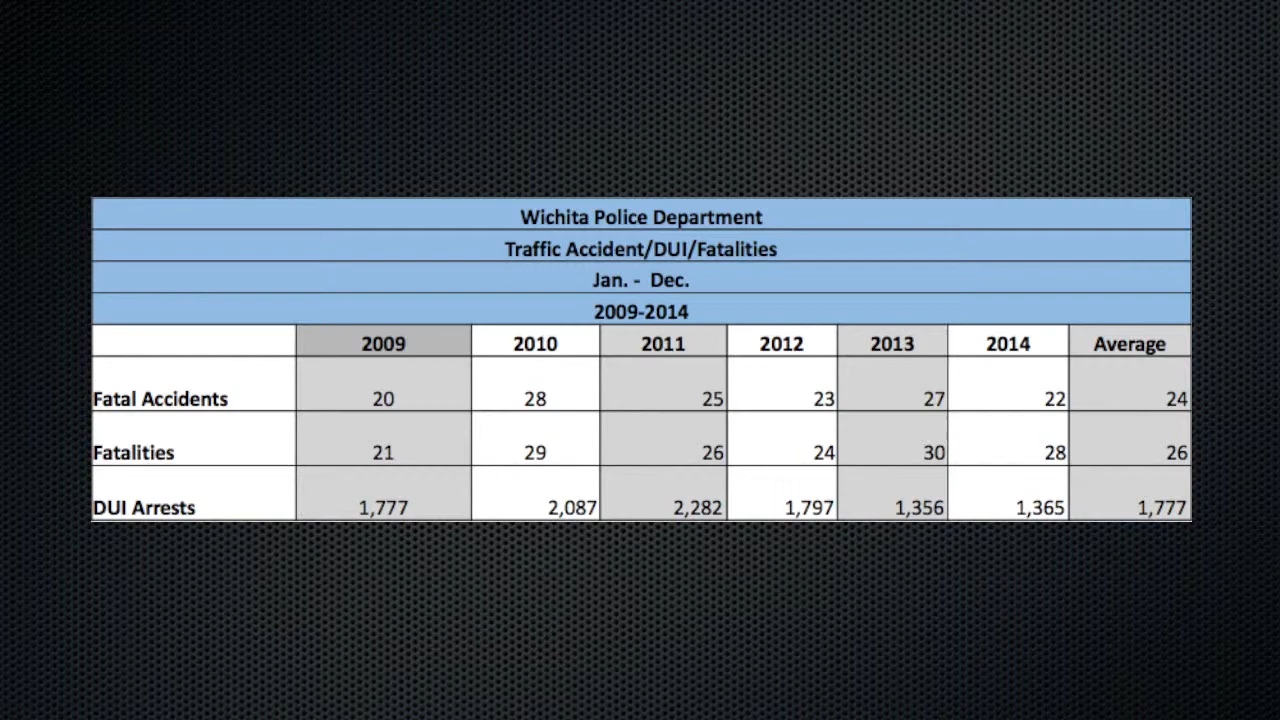 Wichita Police Department
Traffic Accident/DUI/Fatalities
Jan. - Dec.
2009-2014
2009 2010 2011 2012 2013 2014 Average
Fatal Accidents 20 28 25 23 27 22 24
Fatalities 21 29 26 24 30 28 26
DUI Arrests 1,777 2,087 2,282 1,797 1,356 1,365 1,777